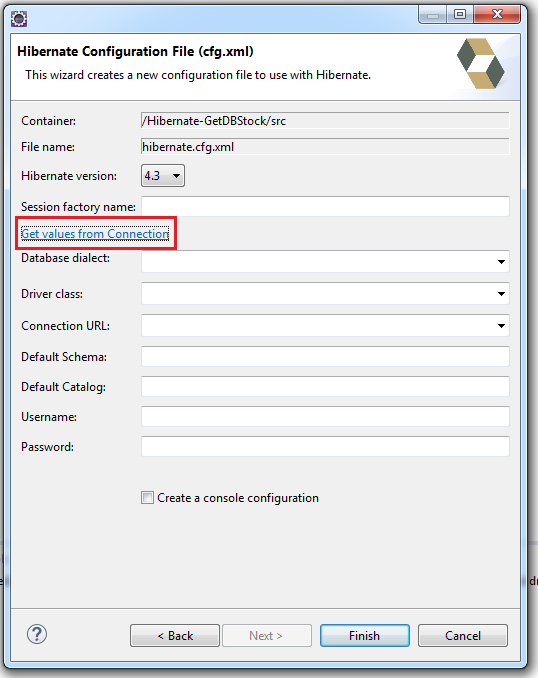 Hibernate Configuration File (cfg.xml)
This wizard creates a new configuration file to use with Hibernate.
Container: /Hibernate-GetDBStock/src
File name: hibernate.cfg.xml
Hibernate version: 4.3
Session factory name:
Get values from Connection
Database dialect:
Driver class:
Connection URL:
Default Schema:
Default Catalog:
Username:
Password:
Create a console configuration
? < Back Next > Finish Cancel